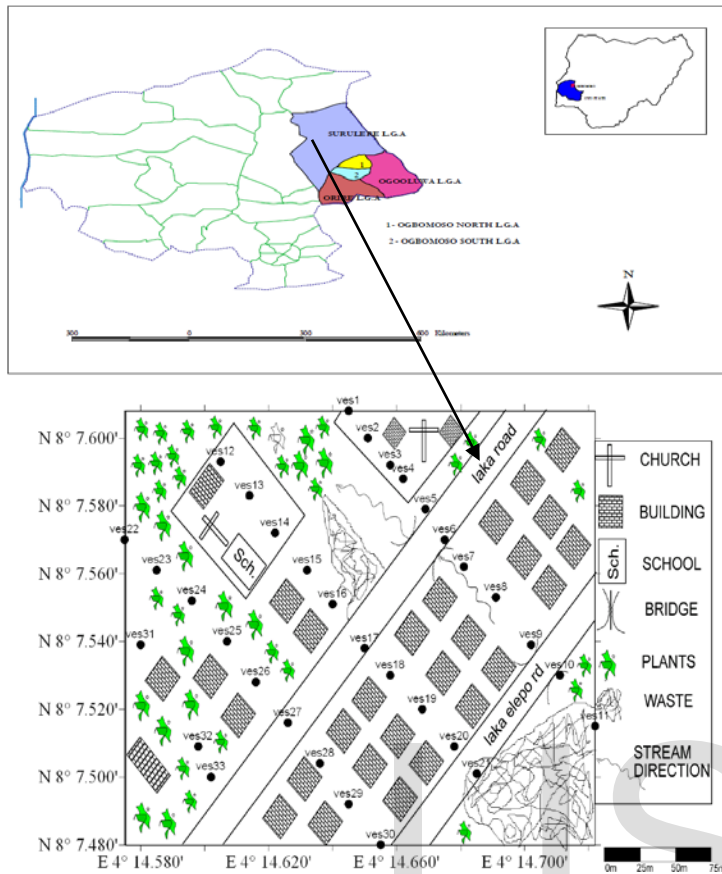 SURULERE L.G.A
1
2
OGOOLUWA L.G.A
1- OGBOMOSO NORTH L.G.A
2 - OGBOMOSO SOUTH L.G.A
N
300 0 300 600 Kilometers
N 8° 7.600'
N 8° 7.580'
N 8° 7.560'
N 8° 7.540'
N 8° 7.520'
N 8° 7.500'
N 8° 7.480'
E 4° 14.580' E 4° 14.620' E 4° 14.660' E 4° 14.700'
ves1
ves2
ves3
ves4
ves5
ves6
ves7
ves8
ves9
ves10
ves11
ves12
ves13
ves14
ves15
ves16
ves17
ves18
ves19
ves20
ves21
ves22
ves23
ves24
ves25
ves26
ves27
ves28
ves29
ves30
ves31
ves32
ves33
Sch.
laka road
laka elepo rd
CHURCH
BUILDING
Sch.
SCHOOL
BRIDGE
PLANTS
WASTE
STREAM
DIRECTION
0m 25m 50m 75m